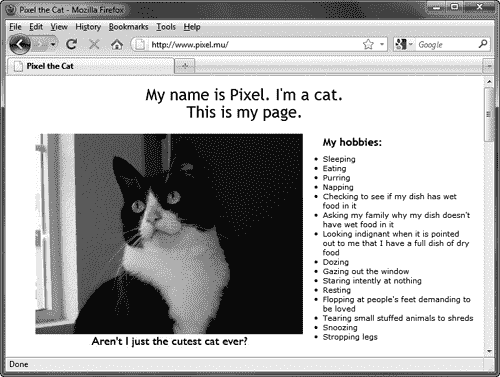 Pixel the Cat - Mozilla Firefox
File Edit View History Bookmarks Tools Help
http://www.pixel.mu/
Google
Pixel the Cat
My name is Pixel. I'm a cat.
This is my page.
My hobbies:
Sleeping
Eating
Purring
Napping
Checking to see if my dish has wet
food in it
Asking my family why my dish doesn't
have wet food in it
Looking indignant when it is pointed
out to me that I have a full dish of dry
food
Dozing
Gazing out the window
Staring intently at nothing
Resting
Flopping at people's feet demanding to
be loved
Tearing small stuffed animals to shreds
Snoozing
Stropping legs
Aren't I just the cutest cat ever?
Done